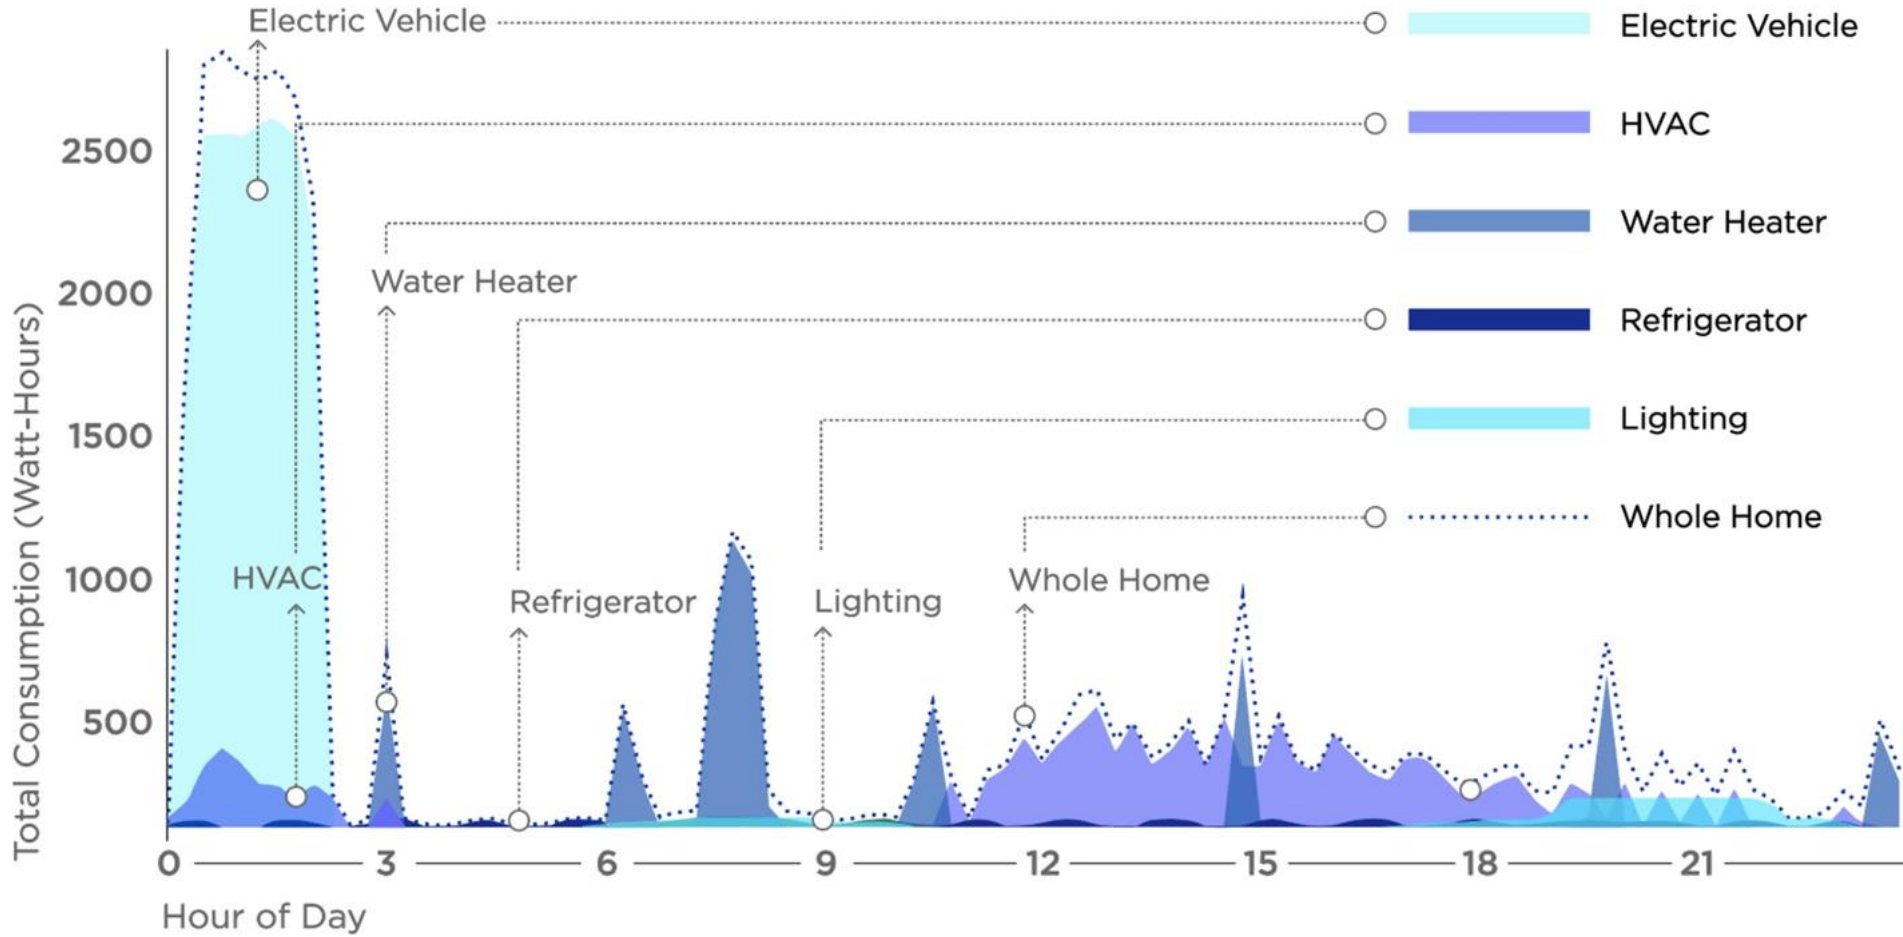 Electric Vehicle
Electric Vehicle
HVAC
Water Heater
Water Heater
Refrigerator
Lighting
Whole Home
HVAC
Refrigerator
Lighting
Whole Home
Total Consumption (Watt-Hours)
2500
2000
1500
1000
500
0 3 6 9 12 15 18 21
Hour of Day